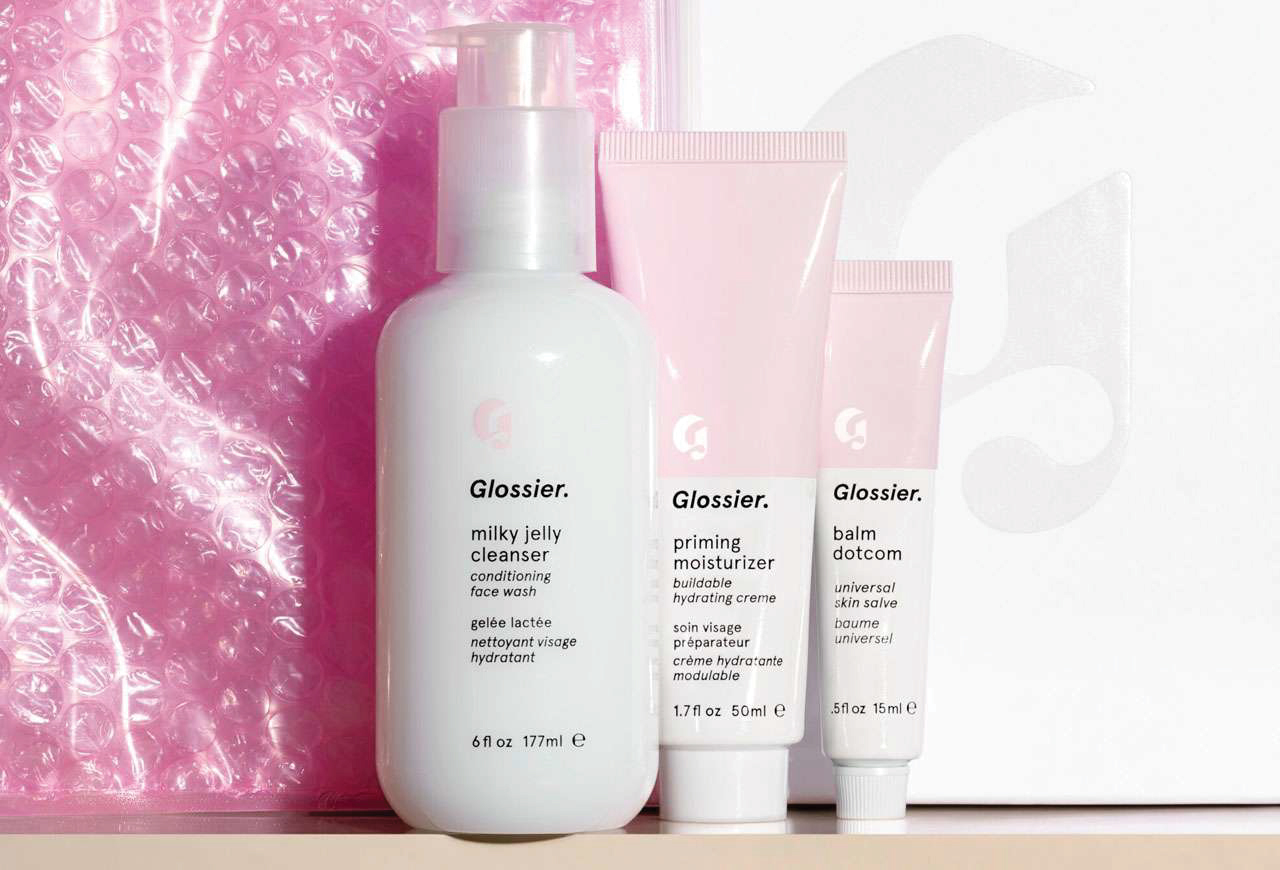 Glossier.
milky jelly
cleanser
conditioning
face wash
gelée lactée
nettoyant visage
hydratant
6 fl oz 177ml ℮
Glossier.
priming
moisturizer
buildable
hydrating creme
soin visage
préparateur
crème hydratante
modulable
1.7 fl oz 50ml ℮
Glossier.
balm
dotcom
universal
skin salve
baume
universel
.5 fl oz 15ml ℮